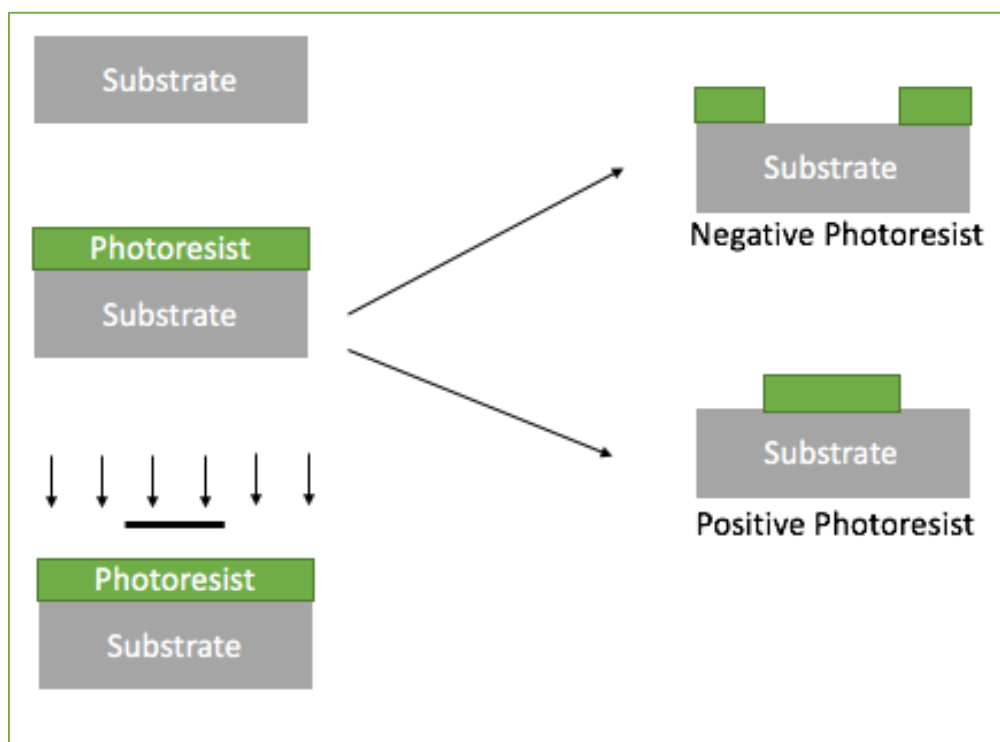 Substrate
Photoresist
Substrate
Photoresist
Substrate
Substrate
Negative Photoresist
Substrate
Positive Photoresist